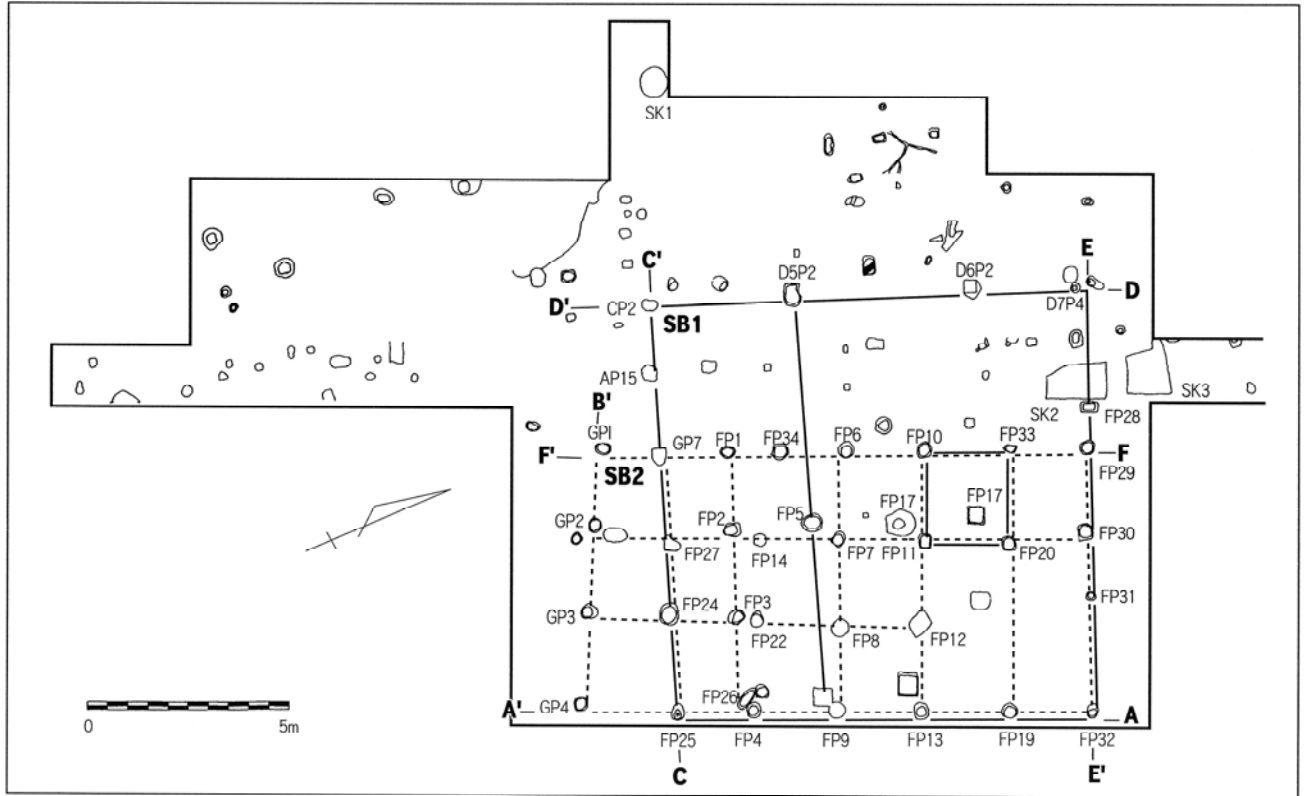 SK1
E
C' D5P2 D6P2
D' CP2 SB1 D7P4 D
AP15
SK2 SK3
B' FP28
GP1 GP7 FP1 FP34 FP6 FP10 FP33
F' SB2 F
FP29
FP17 FP17
GP2 FP2 FP5 FP30
FP27 FP14 FP7 FP11 FP20
FP31
GP3 FP24 FP3
FP22 FP8 FP12
FP26
A' GP4 A
0 5m
FP25 FP4 FP9 FP13 FP19 FP32
C E'